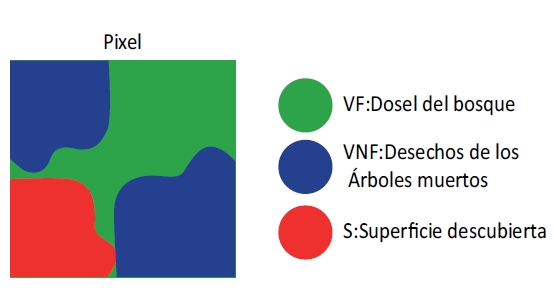 Pixel
VF:Dosel del bosque
VNF:Desechos de los
Árboles muertos
S:Superficie descubierta